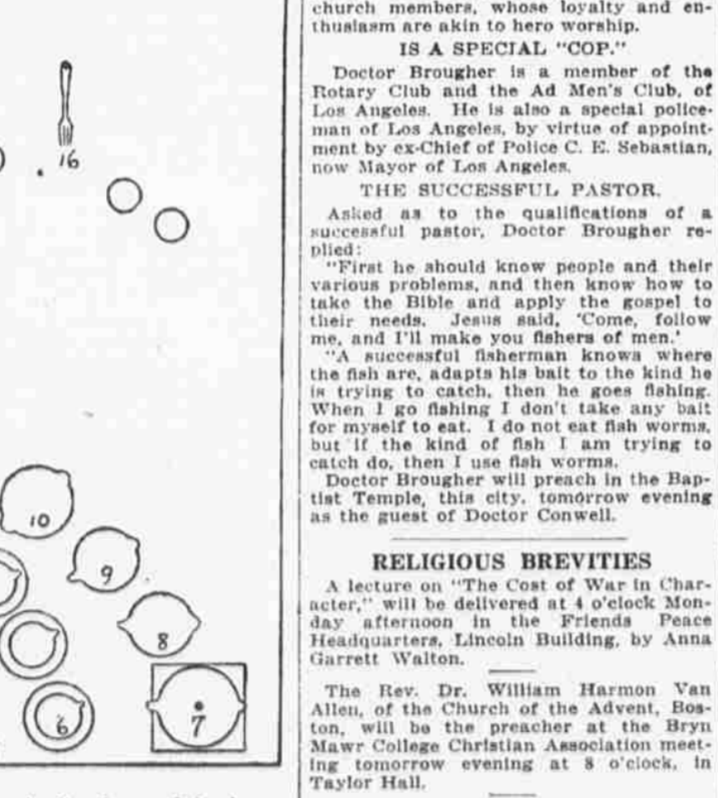 church members, whose loyalty and en-
thusiasm are akin to hero worship.
IS A SPECIAL "COP."
Doctor Brougher is a member of the
Rotary Club and the Ad Men's Club, of
Los Angeles. He is also a special police-
man of Los Angeles, by virtue of appoint-
ment by ex-Chief of Police C. E. Sebastian,
now Mayor of Los Angeles.
THE SUCCESSFUL PASTOR.
Asked as to the qualifications of a
successful pastor, Doctor Brougher re-
plied:
"First he should know people and their
various problems, and then know how to
take the Bible and apply the gospel to
their needs. Jesus said, 'Come, follow
me, and I'll make you fishers of men.'
"A successful fisherman knows where
the fish are, adapts his bait to the kind he
is trying to catch, then he goes fishing.
When I go fishing I don't take any bait
for myself to eat. I do not eat fish worms,
but if the kind of fish I am trying to
catch do, then I use fish worms.
Doctor Brougher will preach in the Bap-
tist Temple, this city, tomorrow evening
as the guest of Doctor Conwell.
RELIGIOUS BREVITIES
A lecture on "The Cost of War in Char-
acter," will be delivered at 4 o'clock Mon-
day afternoon in the Friends Peace
Headquarters, Lincoln Building, by Anna
Garrett Walton.
The Rev. Dr. William Harmon Van
Allen, of the Church of the Advent, Bos-
ton, will be the preacher at the Bryn
Mawr College Christian Association meet-
ing tomorrow evening at 8 o'clock, in
Taylor Hall.
16
10
9
8
6
7